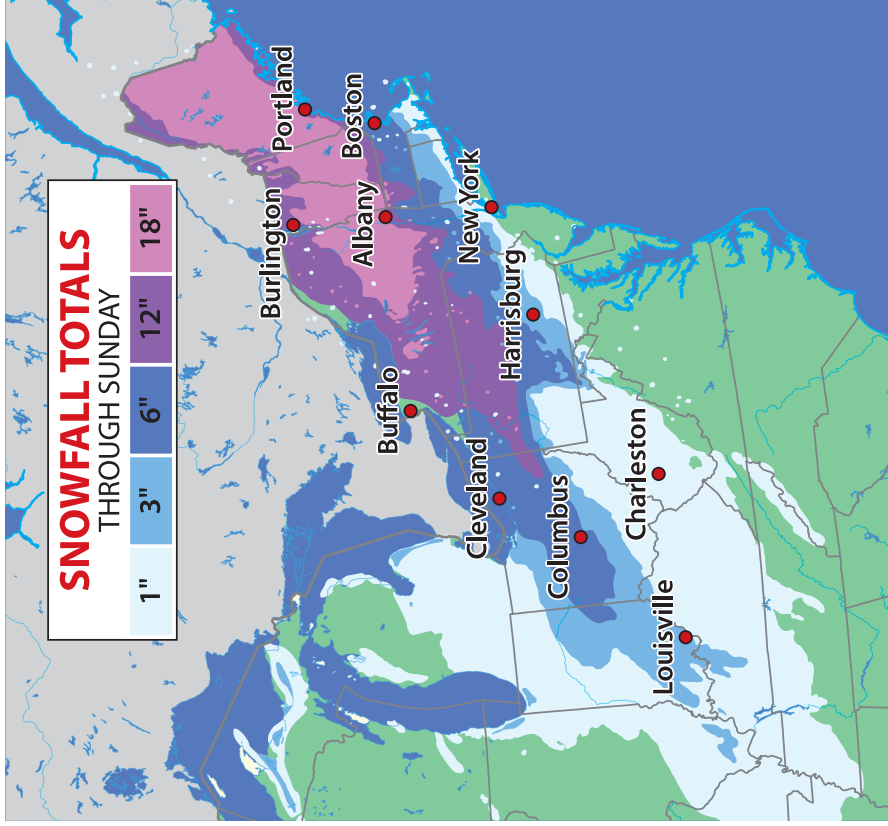 SNOWFALL TOTALS
THROUGH SUNDAY
1" 3" 6" 12" 18"
Burlington
Portland
Albany
Boston
Buffalo
New York
Cleveland
Harrisburg
Columbus
Charleston
Louisville